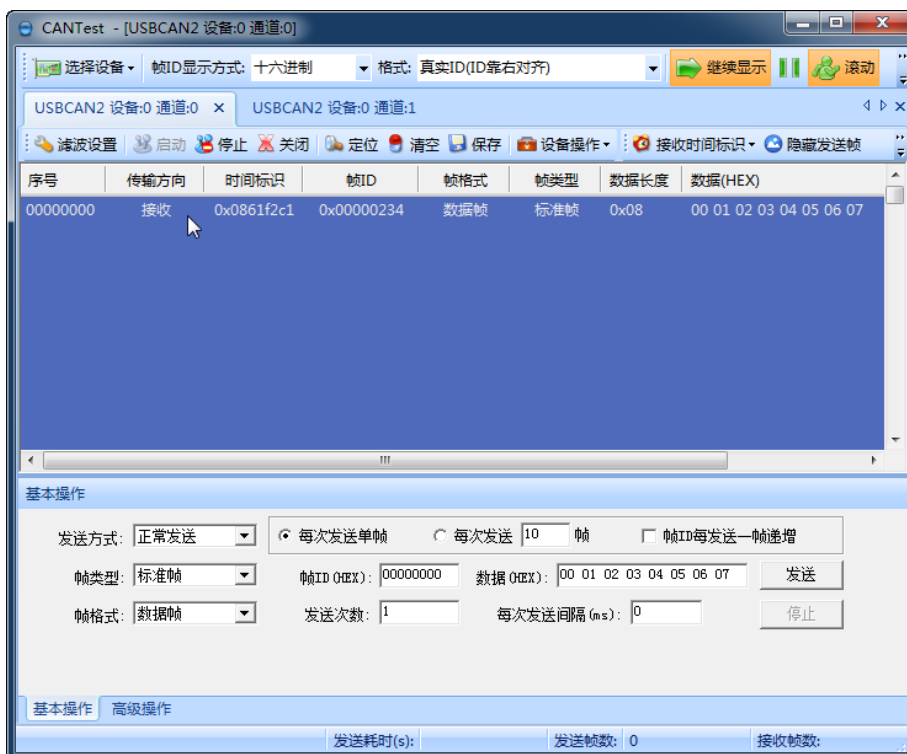 CANTest - [USBCAN2 设备:0 通道:0]
选择设备 帧ID显示方式: 十六进制 格式: 真实ID(ID靠右对齐) 继续显示 滚动
USBCAN2 设备:0 通道:0 × USBCAN2 设备:0 通道:1
滤波设置 启动 停止 关闭 定位 清空 保存 设备操作 接收时间标识 隐藏发送帧
序号 传输方向 时间标识 帧ID 帧格式 帧类型 数据长度 数据(HEX)
00000000 接收 0x0861f2c1 0x00000234 数据帧 标准帧 0x08 00 01 02 03 04 05 06 07
基本操作
发送方式: 正常发送 每次发送单帧 每次发送 10 帧 帧ID每发送一帧递增
帧类型: 标准帧 帧ID(HEX): 00000000 数据(HEX): 00 01 02 03 04 05 06 07 发送
帧格式: 数据帧 发送次数: 1 每次发送间隔(ms): 0 停止
基本操作 高级操作
发送耗时(s): 发送帧数: 0 接收帧数: